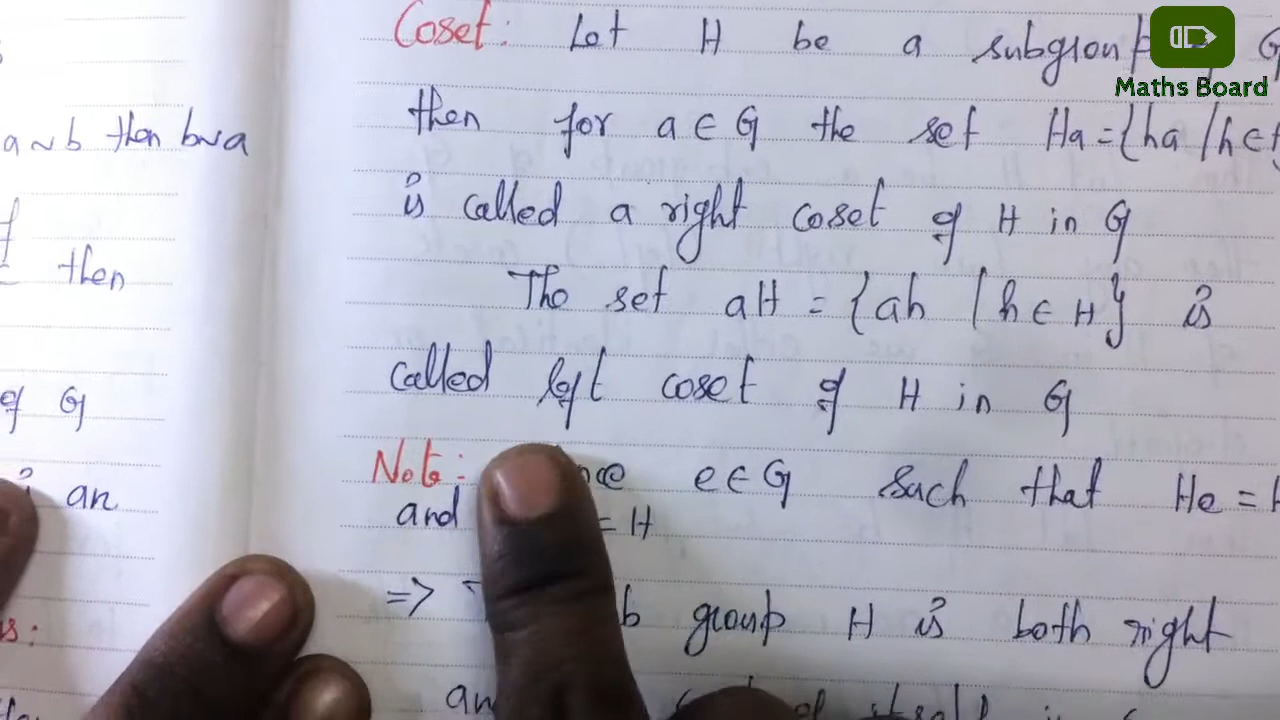 Coset: Let H be a subgroup G
Maths Board
then for a ∈ G the set Ha = {ha / h ∈
is called a right coset of H in G
The set aH = {ah / h ∈ H} is
called left coset of H in G
Note: e ∈ G such that He =
and = H
⇒ group H is both right
itself in
a ~ b then b ~ a
then
of G
an